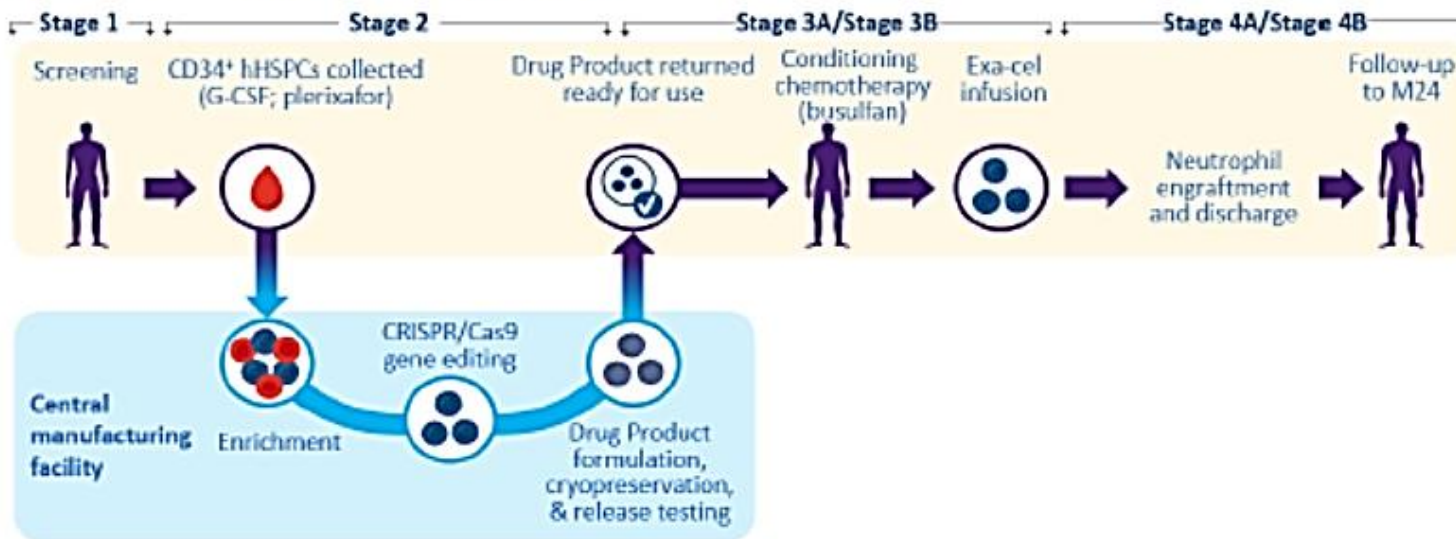 Stage 1
Stage 2
Stage 3A/Stage 3B
Stage 4A/Stage 4B
Screening
CD34⁺ hHSPCs collected
(G-CSF; plerixafor)
Drug Product returned
ready for use
Conditioning
chemotherapy
(busulfan)
Exa-cel
infusion
Neutrophil
engraftment
and discharge
Follow-up
to M24
Central
manufacturing
facility
Enrichment
CRISPR/Cas9
gene editing
Drug Product
formulation,
cryopreservation,
& release testing